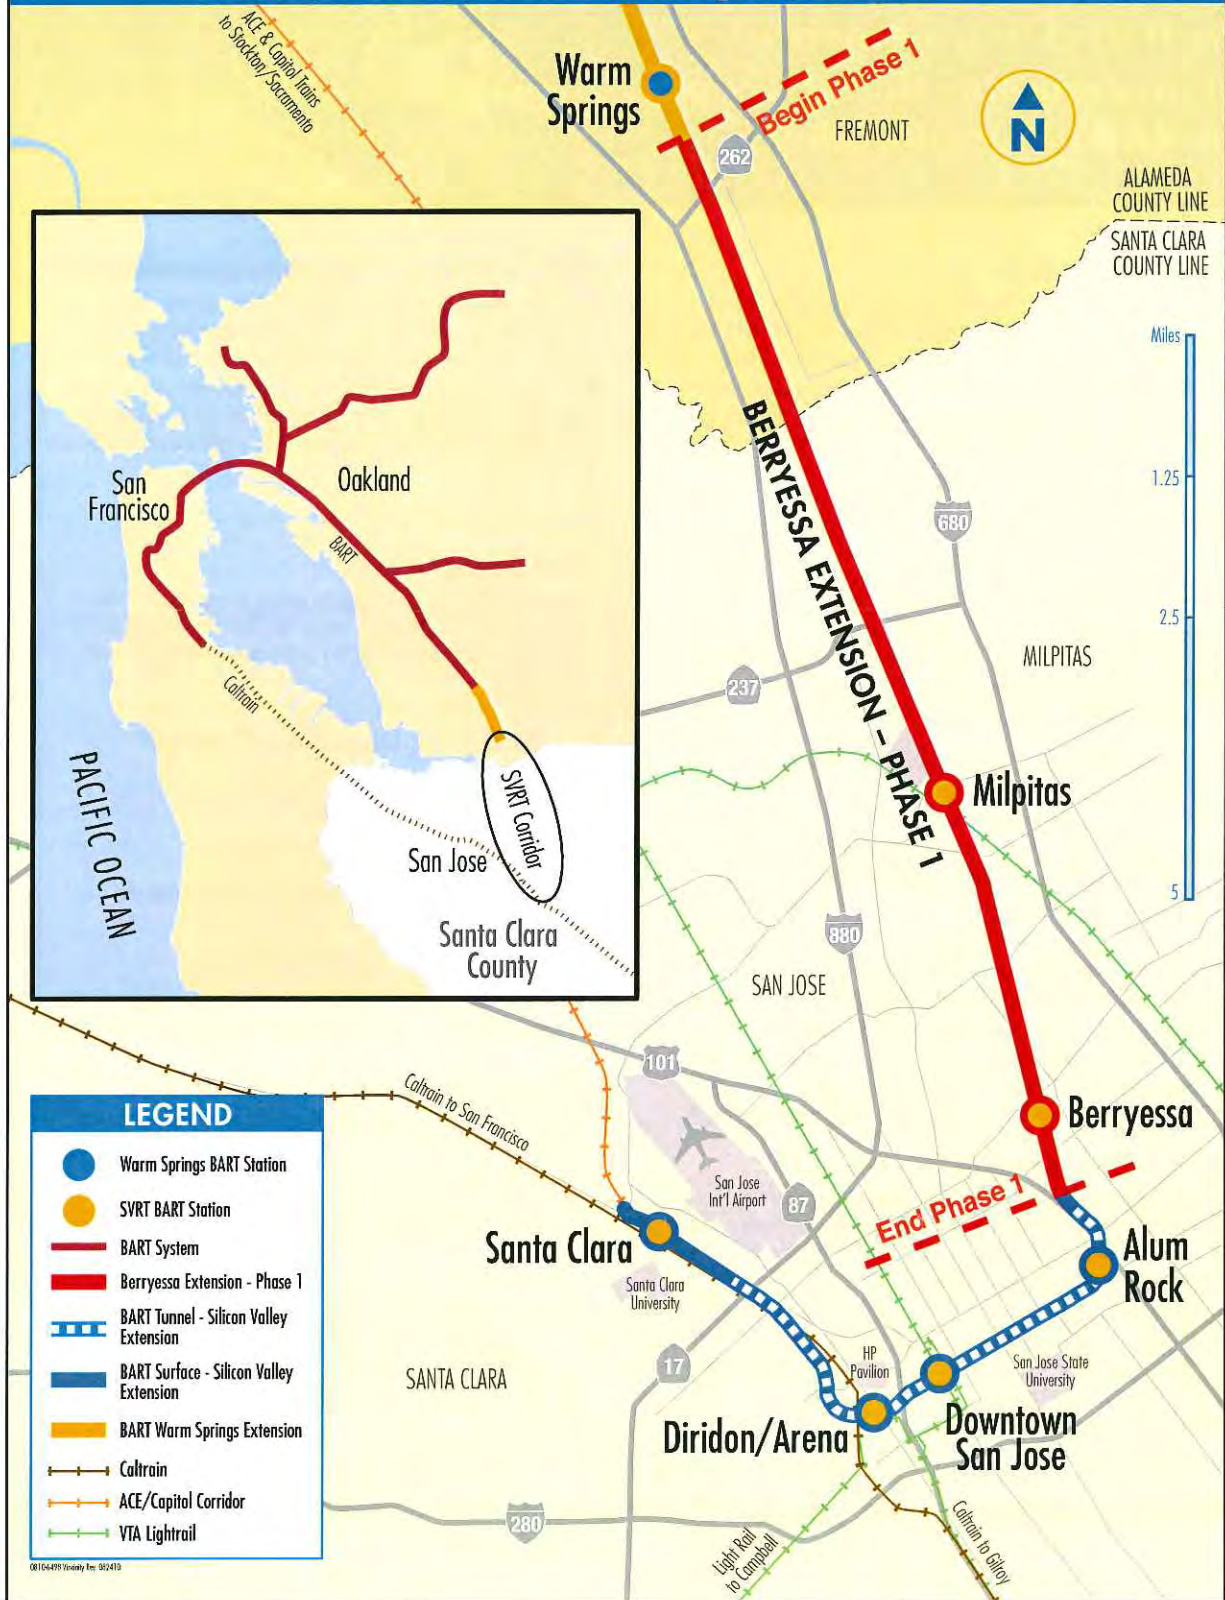 ACE & Capitol Trains
to Stockton/Sacramento
Warm
Springs
Begin Phase 1
FREMONT
N
262
ALAMEDA
COUNTY LINE
SANTA CLARA
COUNTY LINE
Miles
1.25
2.5
5
BERRYESSA EXTENSION – PHASE 1
680
MILPITAS
237
Milpitas
880
SAN JOSE
San
Francisco
Oakland
BART
Caltrain
PACIFIC OCEAN
SVRT Corridor
San Jose
Santa Clara
County
101
Caltrain to San Francisco
Berryessa
San Jose
Int'l Airport
87
End Phase 1
Santa Clara
Alum
Rock
Santa Clara
University
17
HP
Pavilion
San Jose State
University
SANTA CLARA
Diridon/Arena
Downtown
San Jose
280
Light Rail
to Campbell
Caltrain to Gilroy
LEGEND
Warm Springs BART Station
SVRT BART Station
BART System
Berryessa Extension - Phase 1
BART Tunnel - Silicon Valley
Extension
BART Surface - Silicon Valley
Extension
BART Warm Springs Extension
Caltrain
ACE/Capitol Corridor
VTA Lightrail